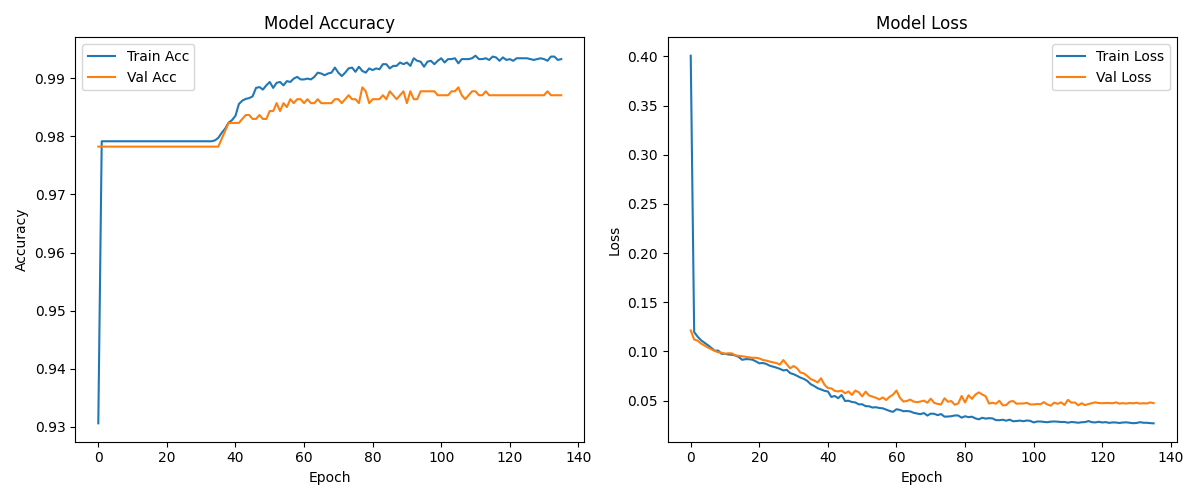 Model Accuracy
Train Acc
Val Acc
0.99
0.98
0.97
0.96
0.95
0.94
0.93
Accuracy
0 20 40 60 80 100 120 140
Epoch
Model Loss
Train Loss
Val Loss
0.40
0.35
0.30
0.25
0.20
0.15
0.10
0.05
Loss
0 20 40 60 80 100 120 140
Epoch